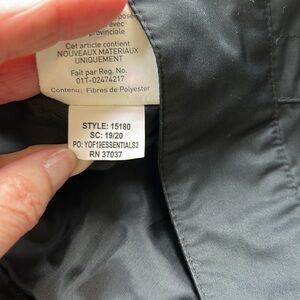 avec
provinciale
Cet article contient
NOUVEAUX MATERIAUX
UNIQUEMENT
Fait par Reg. No.
01T-02474217
Contenu: Fibres de Polyester
STYLE: 15180
SC: 19/20
PO: YOF19ESSENTIALS2
RN 37037